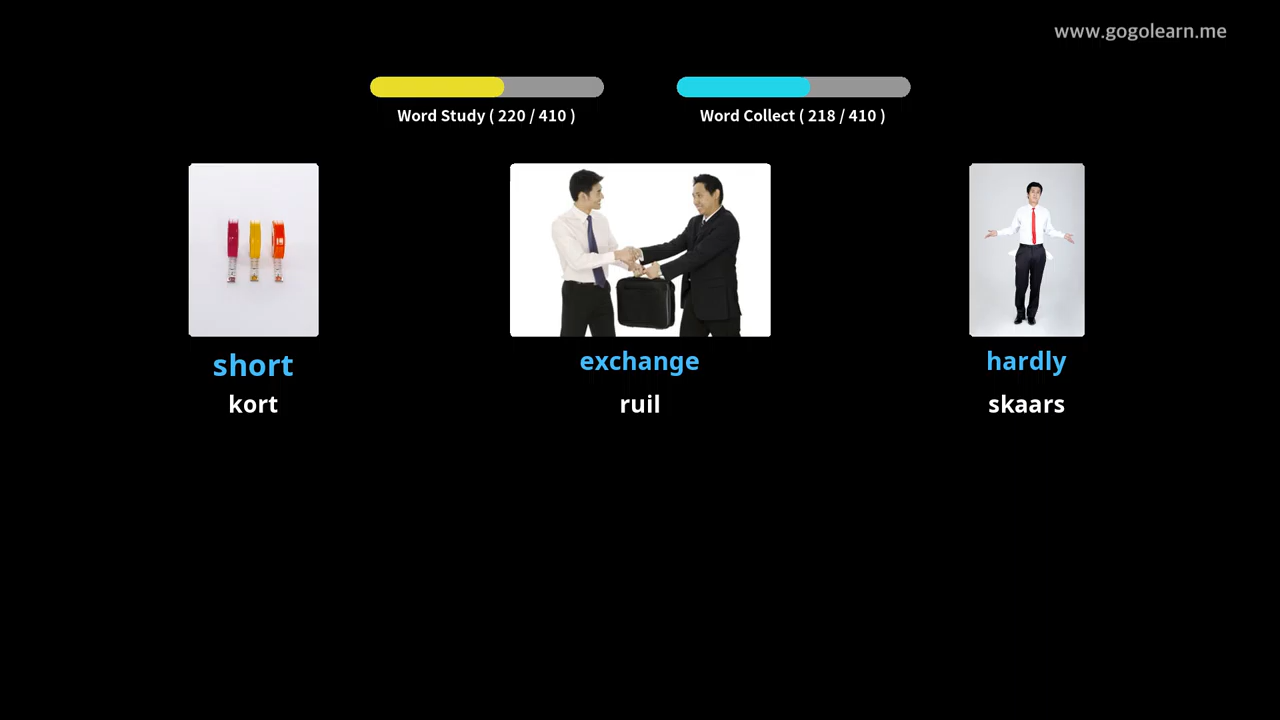 www.gogolearn.me
Word Study ( 220 / 410 )
Word Collect ( 218 / 410 )
short
exchange
hardly
kort
ruil
skaars